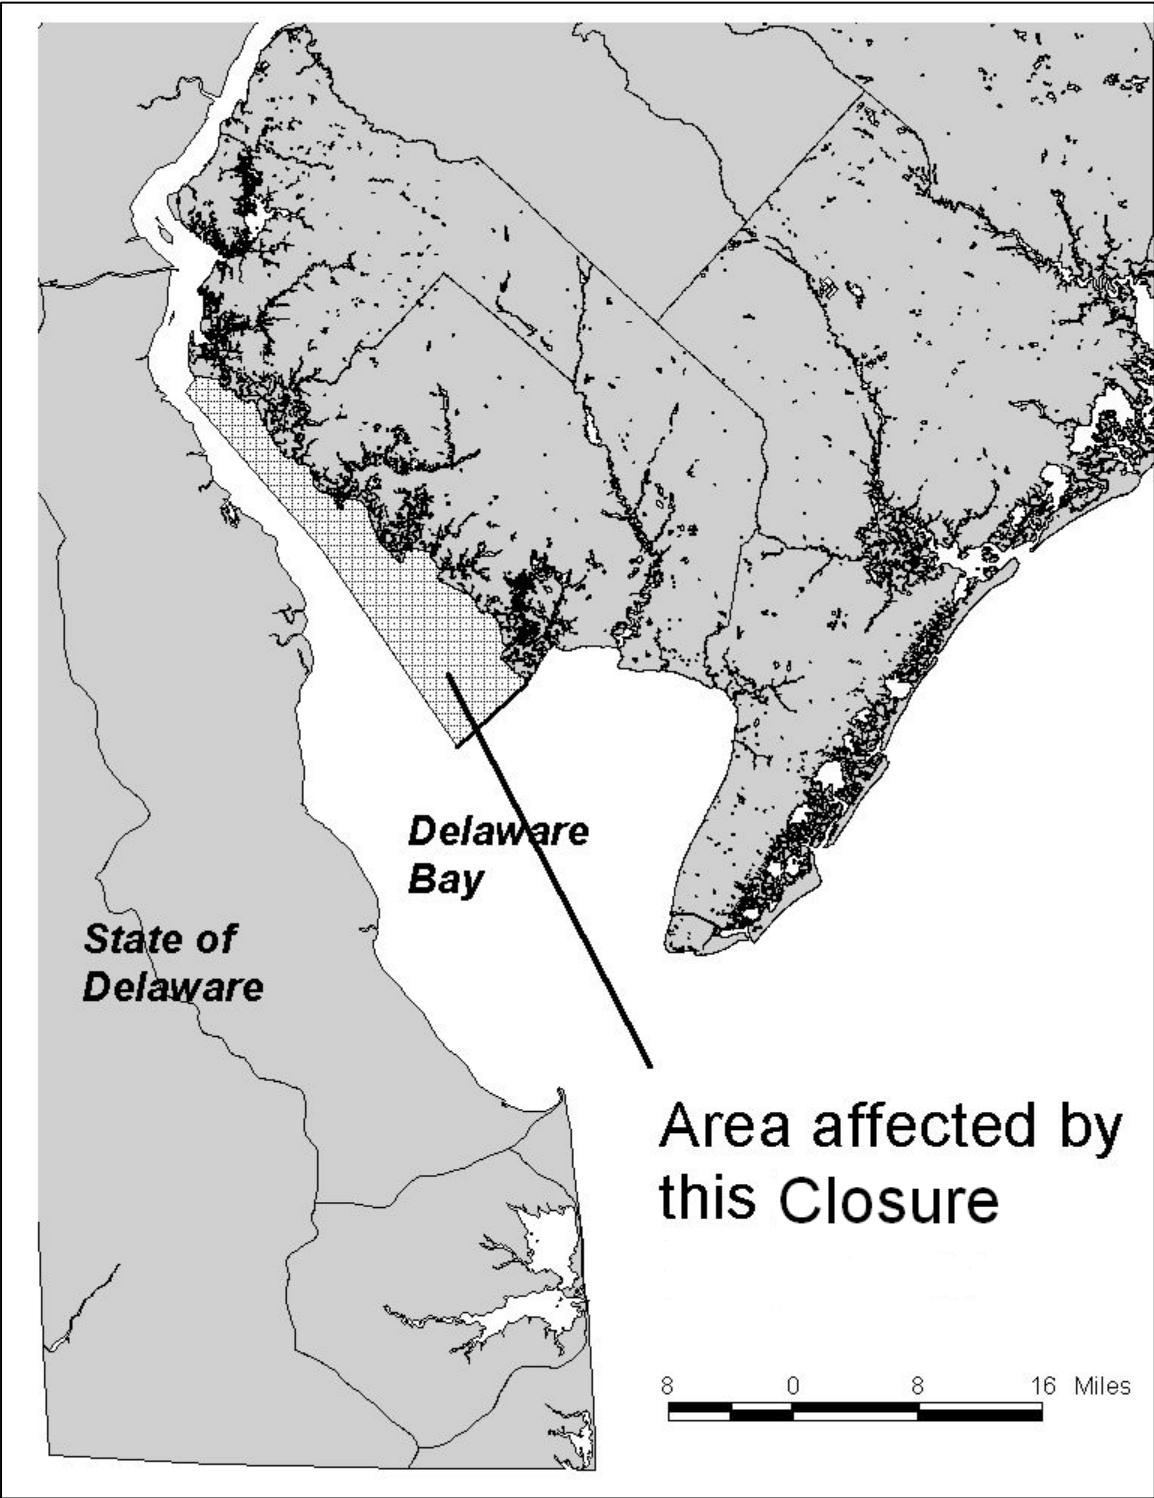 Delaware
Bay
State of
Delaware
Area affected by
this Closure
8 0 8 16 Miles